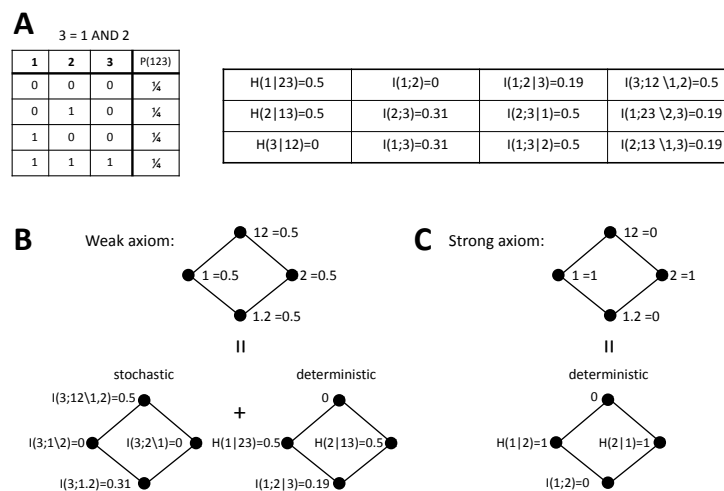 A
3 = 1 AND 2
1 2 3 P(123)
0 0 0 ¼
0 1 0 ¼
1 0 0 ¼
1 1 1 ¼
H(1|23)=0.5 I(1;2)=0 I(1;2|3)=0.19 I(3;12 \1,2)=0.5
H(2|13)=0.5 I(2;3)=0.31 I(2;3|1)=0.5 I(1;23 \2,3)=0.19
H(3|12)=0 I(1;3)=0.31 I(1;3|2)=0.5 I(2;13 \1,3)=0.19
B
Weak axiom:
12 =0.5
1 =0.5 2 =0.5
1.2 =0.5
=
stochastic
I(3;12\1,2)=0.5
I(3;1\2)=0 I(3;2\1)=0
I(3;1.2)=0.31
+
deterministic
0
H(1|23)=0.5 H(2|13)=0.5
I(1;2|3)=0.19
C
Strong axiom:
12 =0
1 =1 2 =1
1.2 =0
=
deterministic
0
H(1|2)=1 H(2|1)=1
I(1;2)=0